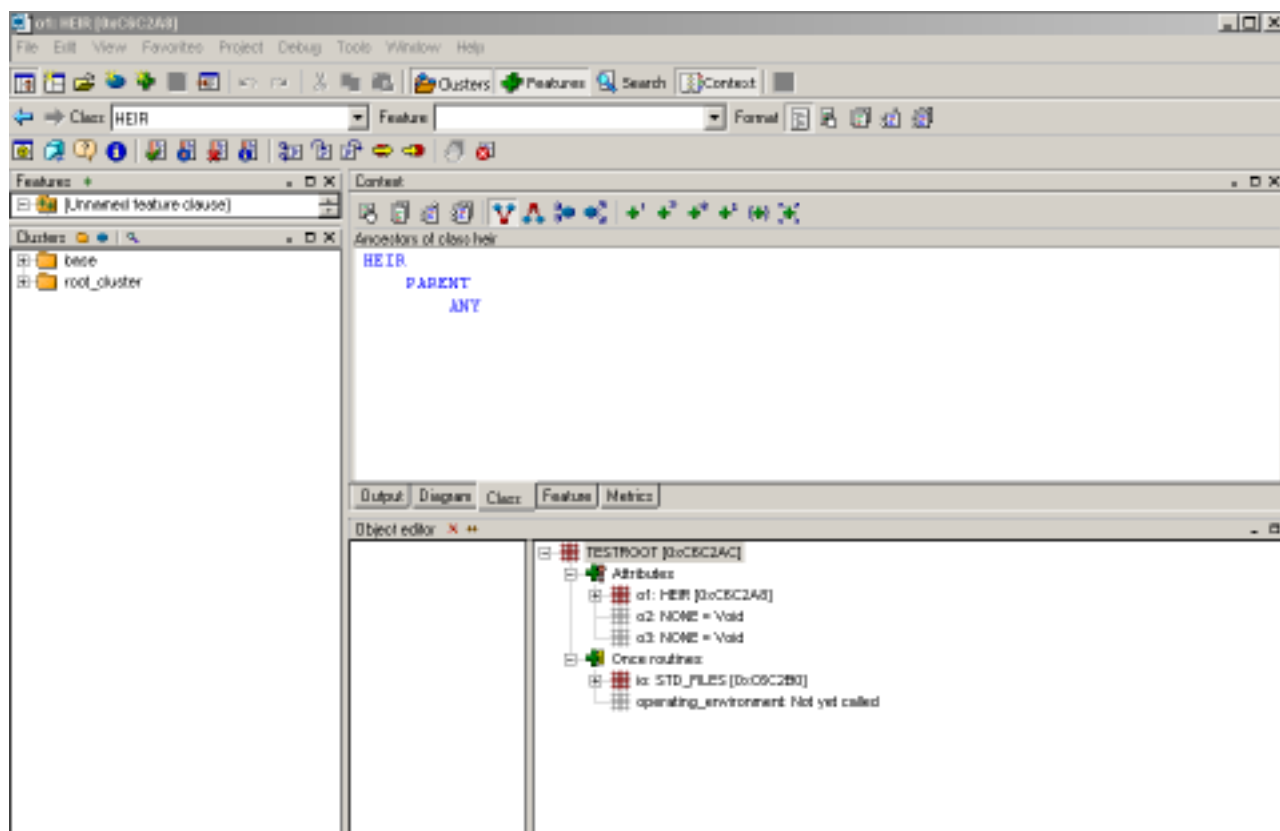 o1: HEIR [0xC6C2A8]
File Edit View Favorites Project Debug Tools Window Help
Clusters Features Search Context
Class HEIR Feature Format
Features
(Unnamed feature clause)
Clusters
base
root_cluster
Context
Ancestors of class heir
HEIR
PARENT
ANY
Output Diagram Class Feature Metrics
Object editor
TESTROOT [0xC6C2AC]
Attributes
o1: HEIR [0xC6C2A8]
o2: NONE = Void
o3: NONE = Void
Once routines
io: STD_FILES [0xC6C2B0]
operating_environment: Not yet called